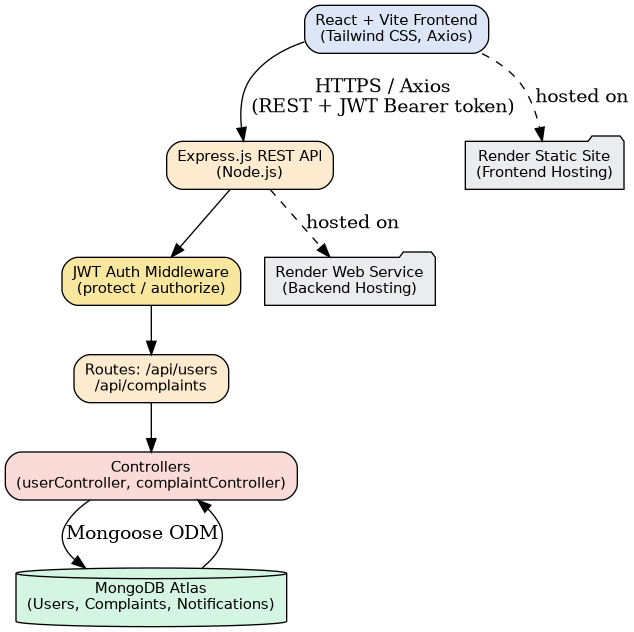 React + Vite Frontend
(Tailwind CSS, Axios)
HTTPS / Axios
(REST + JWT Bearer token)
hosted on
Express.js REST API
(Node.js)
Render Static Site
(Frontend Hosting)
hosted on
JWT Auth Middleware
(protect / authorize)
Render Web Service
(Backend Hosting)
Routes: /api/users
/api/complaints
Controllers
(userController, complaintController)
Mongoose ODM
MongoDB Atlas
(Users, Complaints, Notifications)